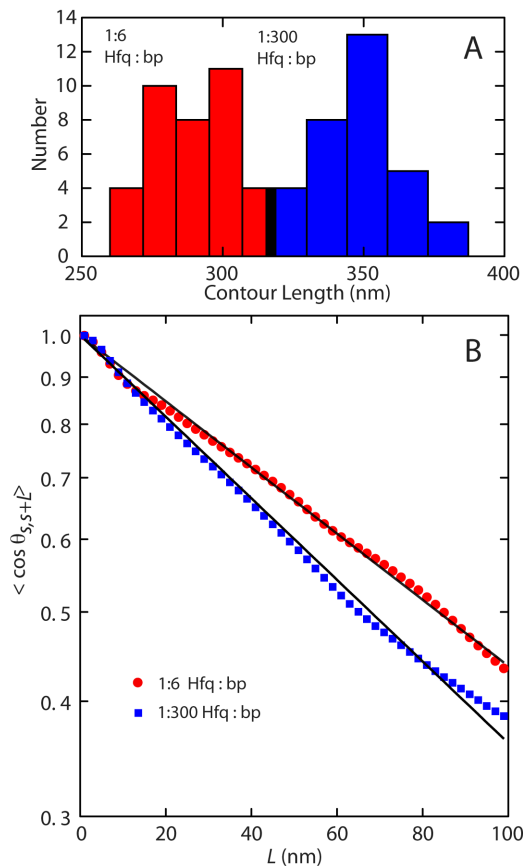 14
12
10
8
6
4
2
0
Number
1:6
Hfq : bp
1:300
Hfq : bp
A
250
300
350
400
Contour Length (nm)
B
1.0
0.9
0.8
0.7
0.6
0.5
0.4
0.3
< cos θs,s+L>
1:6 Hfq : bp
1:300 Hfq : bp
0
20
40
60
80
100
L (nm)